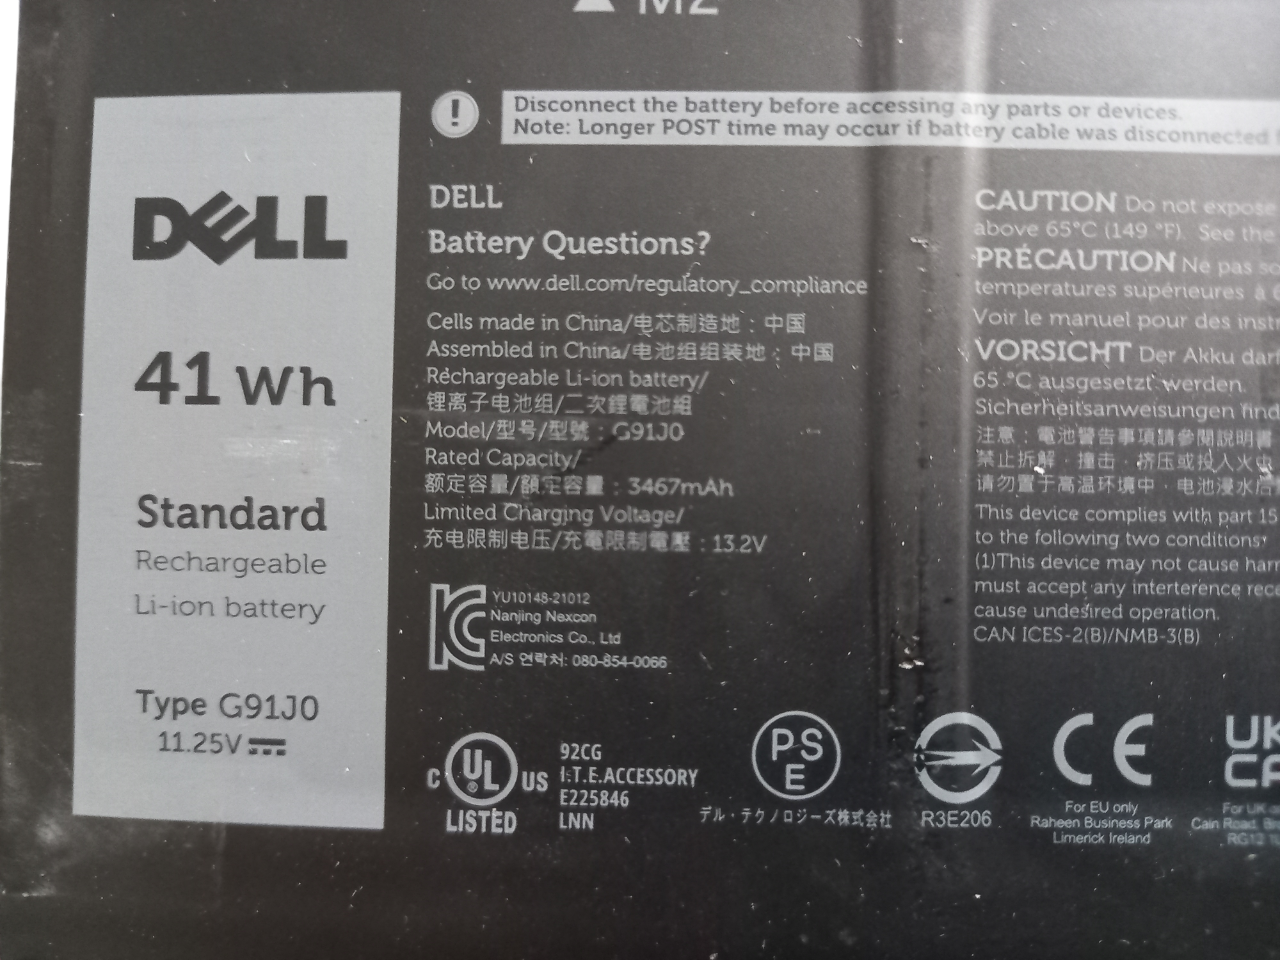 M2
Disconnect the battery before accessing any parts or devices.
Note: Longer POST time may occur if battery cable was disconnected
DELL
41 Wh
Standard
Rechargeable
Li-ion battery
Type G91J0
11.25V
DELL
Battery Questions?
Go to www.dell.com/regulatory_compliance
Cells made in China/电芯制造地：中国
Assembled in China/电池组组装地：中国
Rechargeable Li-ion battery/
锂离子电池组/二次鋰電池組
Model/型号/型號：G91J0
Rated Capacity/
额定容量/額定容量：3467mAh
Limited Charging Voltage/
充电限制电压/充電限制電壓：13.2V
YU10148-21012
Nanjing Nexcon
Electronics Co., Ltd
A/S 연락처: 080-854-0066
CAUTION Do not expose
above 65°C (149 °F). See the
PRÉCAUTION Ne pas
temperatures supérieures à
Voir le manuel pour des
VORSICHT Der Akku darf
65 °C ausgesetzt werden.
Sicherheitsanweisungen
注意：電池警告事項請參閱說明書
禁止拆解，撞击，挤压或投入火
请勿置于高温环境中，电池浸水后
This device complies with part 15
to the following two conditions:
(1)This device may not cause
must accept any interference
cause undesired operation.
CAN ICES-2(B)/NMB-3(B)
C UL US
LISTED
92CG
I.T.E.ACCESSORY
E225846
LNN
PS
E
デル・テクノロジーズ株式会社
R3E206
CE
For EU only
Raheen Business Park
Limerick Ireland
UK
CA
For UK
Cain Road,